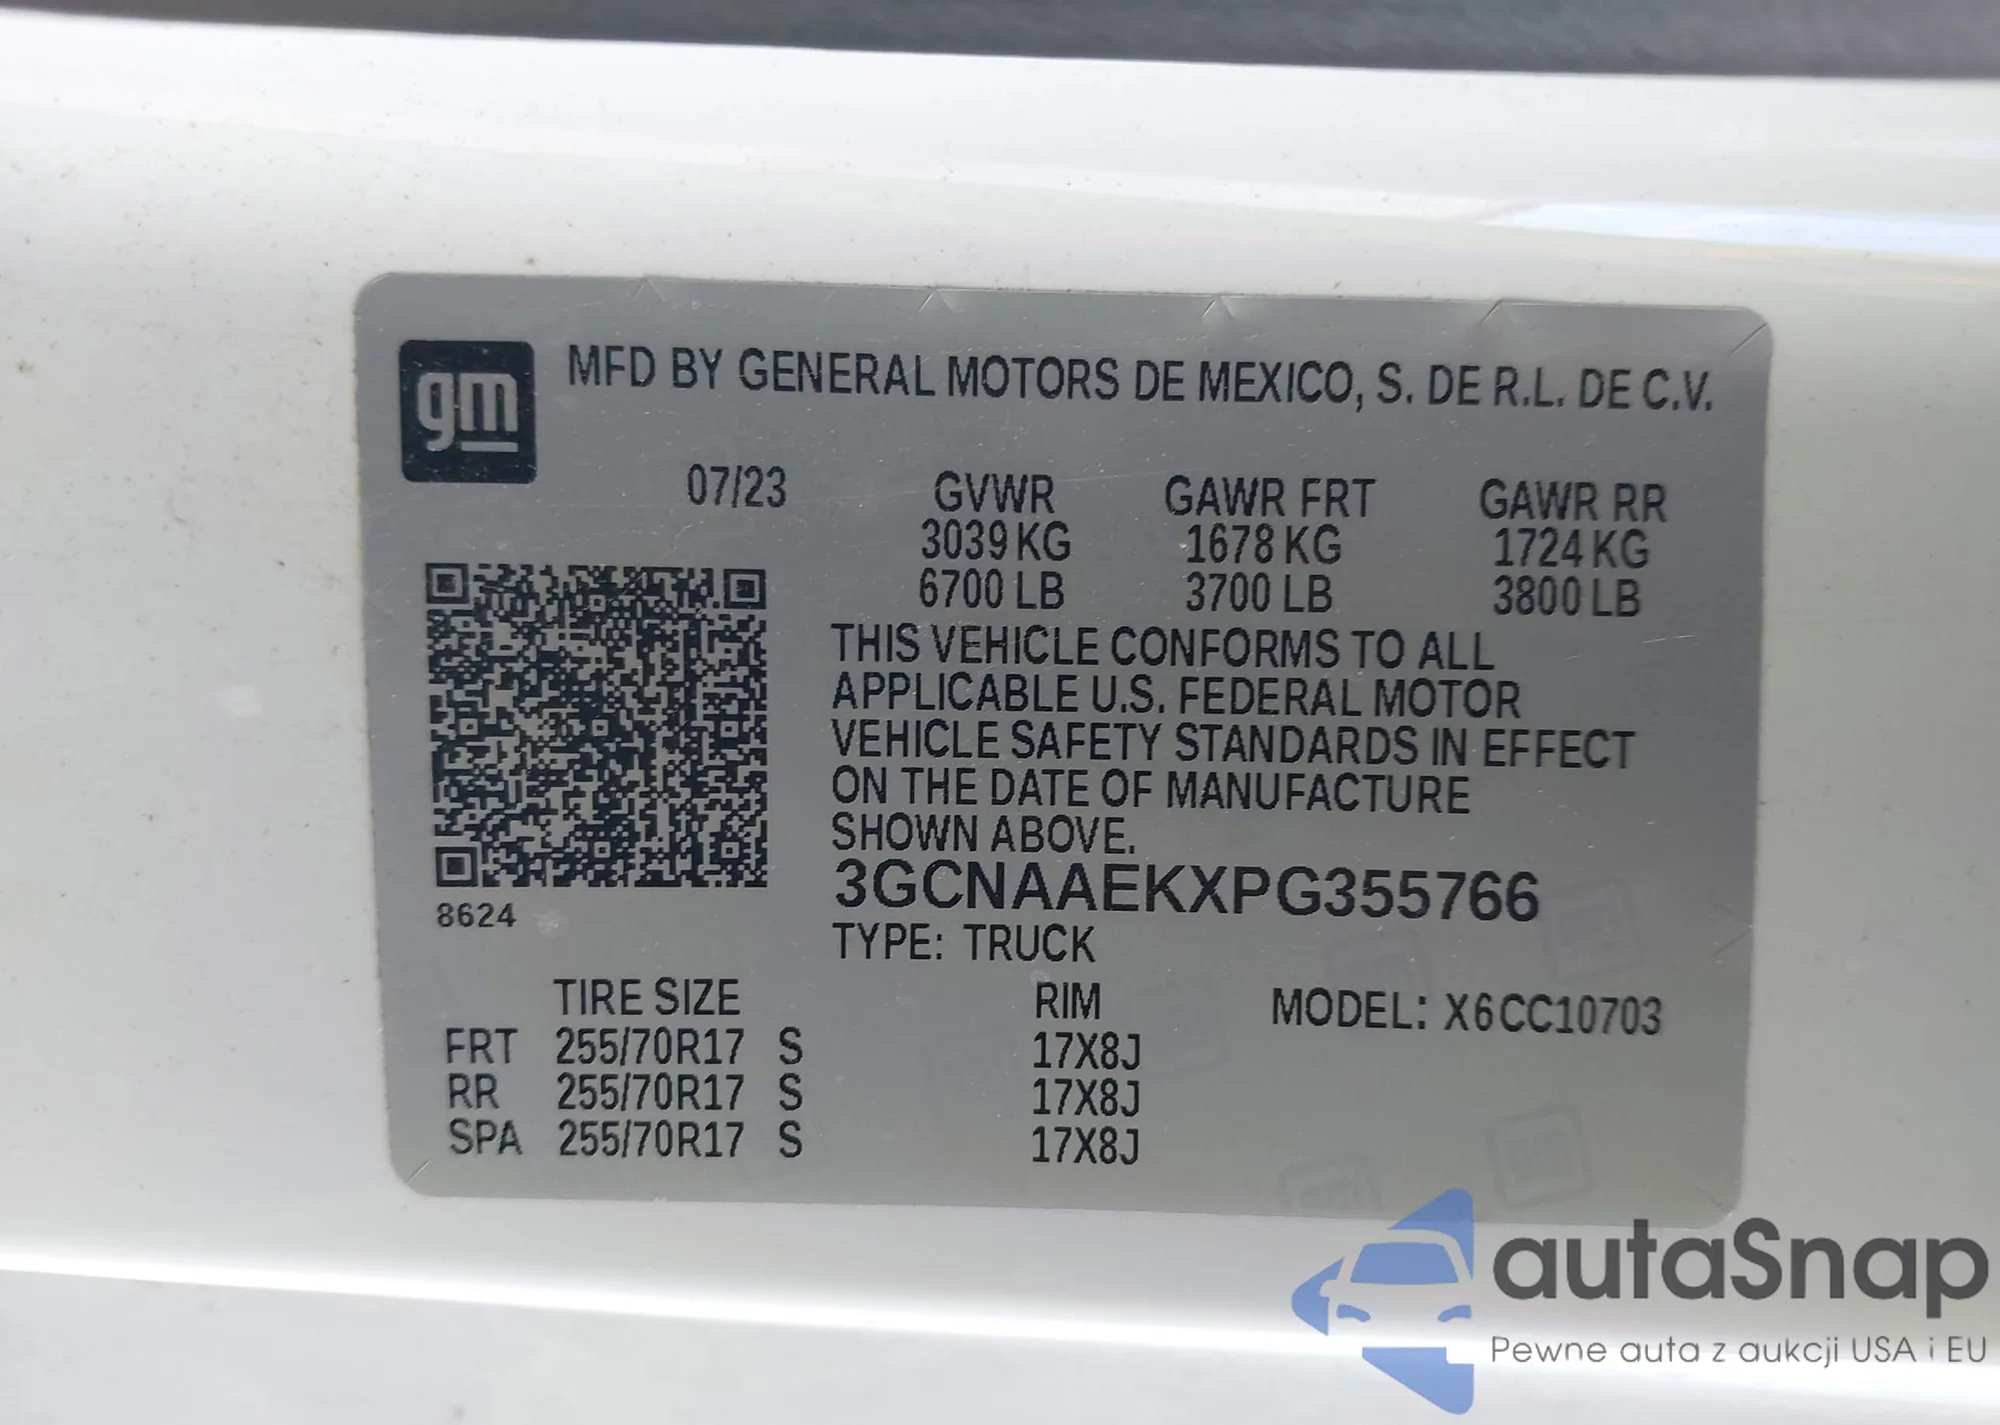 gm
MFD BY GENERAL MOTORS DE MEXICO, S. DE R.L. DE C.V.
07/23 GVWR GAWR FRT GAWR RR
3039 KG 1678 KG 1724 KG
6700 LB 3700 LB 3800 LB
THIS VEHICLE CONFORMS TO ALL
APPLICABLE U.S. FEDERAL MOTOR
VEHICLE SAFETY STANDARDS IN EFFECT
ON THE DATE OF MANUFACTURE
SHOWN ABOVE.
3GCNAAEKXPG355766
8624
TYPE: TRUCK
TIRE SIZE RIM MODEL: X6CC10703
FRT 255/70R17 S 17X8J
RR 255/70R17 S 17X8J
SPA 255/70R17 S 17X8J
autaSnap
Pewne auta z aukcji USA i EU